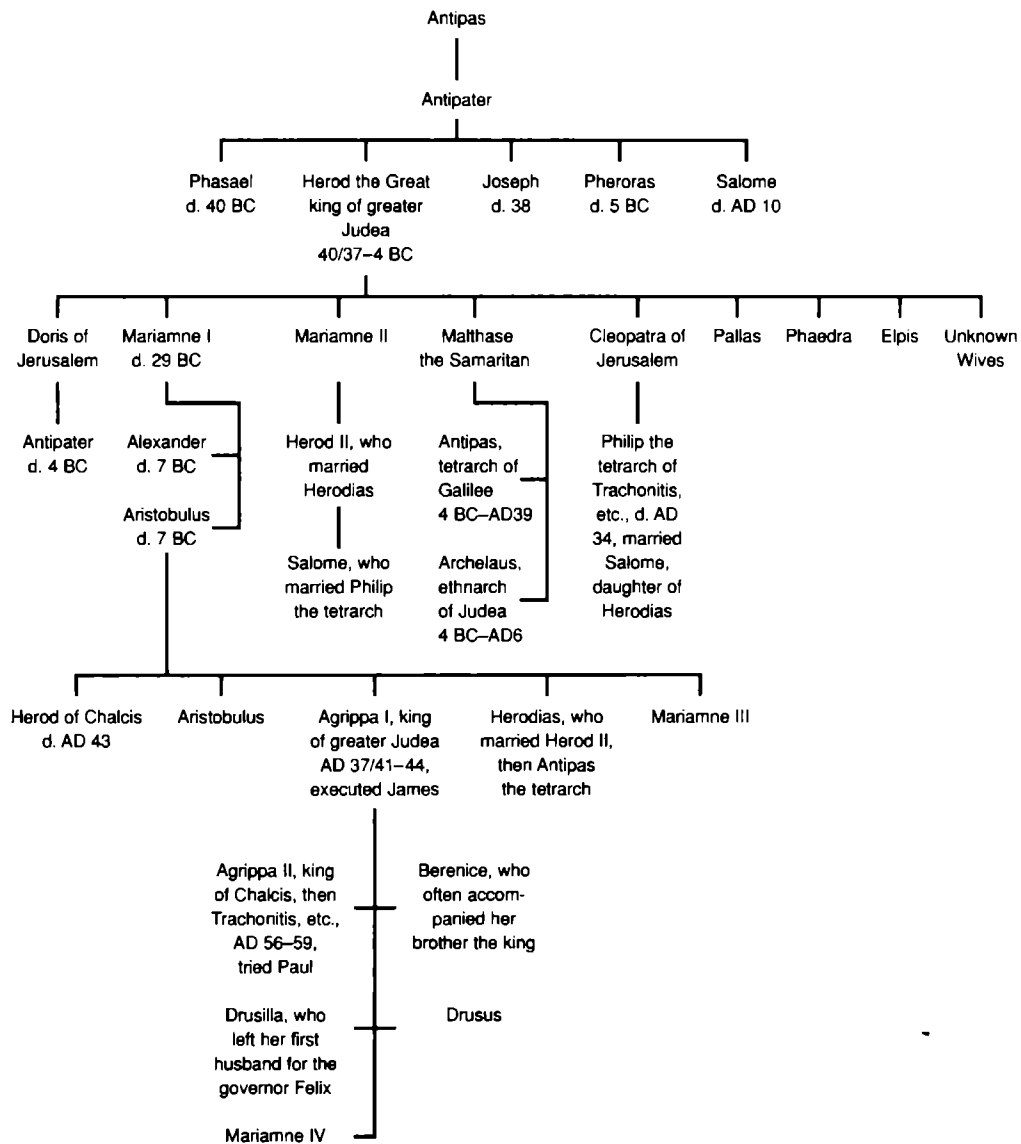 Antipas
Antipater
Phasael
d. 40 BC
Herod the Great
king of greater
Judea
40/37–4 BC
Joseph
d. 38
Pheroras
d. 5 BC
Salome
d. AD 10
Doris of
Jerusalem
Mariamne I
d. 29 BC
Mariamne II
Malthase
the Samaritan
Cleopatra of
Jerusalem
Pallas
Phaedra
Elpis
Unknown
Wives
Antipater
d. 4 BC
Alexander
d. 7 BC
Aristobulus
d. 7 BC
Herod II, who
married
Herodias
Salome, who
married Philip
the tetrarch
Antipas,
tetrarch of
Galilee
4 BC–AD39
Archelaus,
ethnarch
of Judea
4 BC–AD6
Philip the
tetrarch of
Trachonitis,
etc., d. AD
34, married
Salome,
daughter of
Herodias
Herod of Chalcis
d. AD 43
Aristobulus
Agrippa I, king
of greater Judea
AD 37/41–44,
executed James
Herodias, who
married Herod II,
then Antipas
the tetrarch
Mariamne III
Agrippa II, king
of Chalcis, then
Trachonitis, etc.,
AD 56–59,
tried Paul
Berenice, who
often accom-
panied her
brother the king
Drusilla, who
left her first
husband for the
governor Felix
Drusus
Mariamne IV